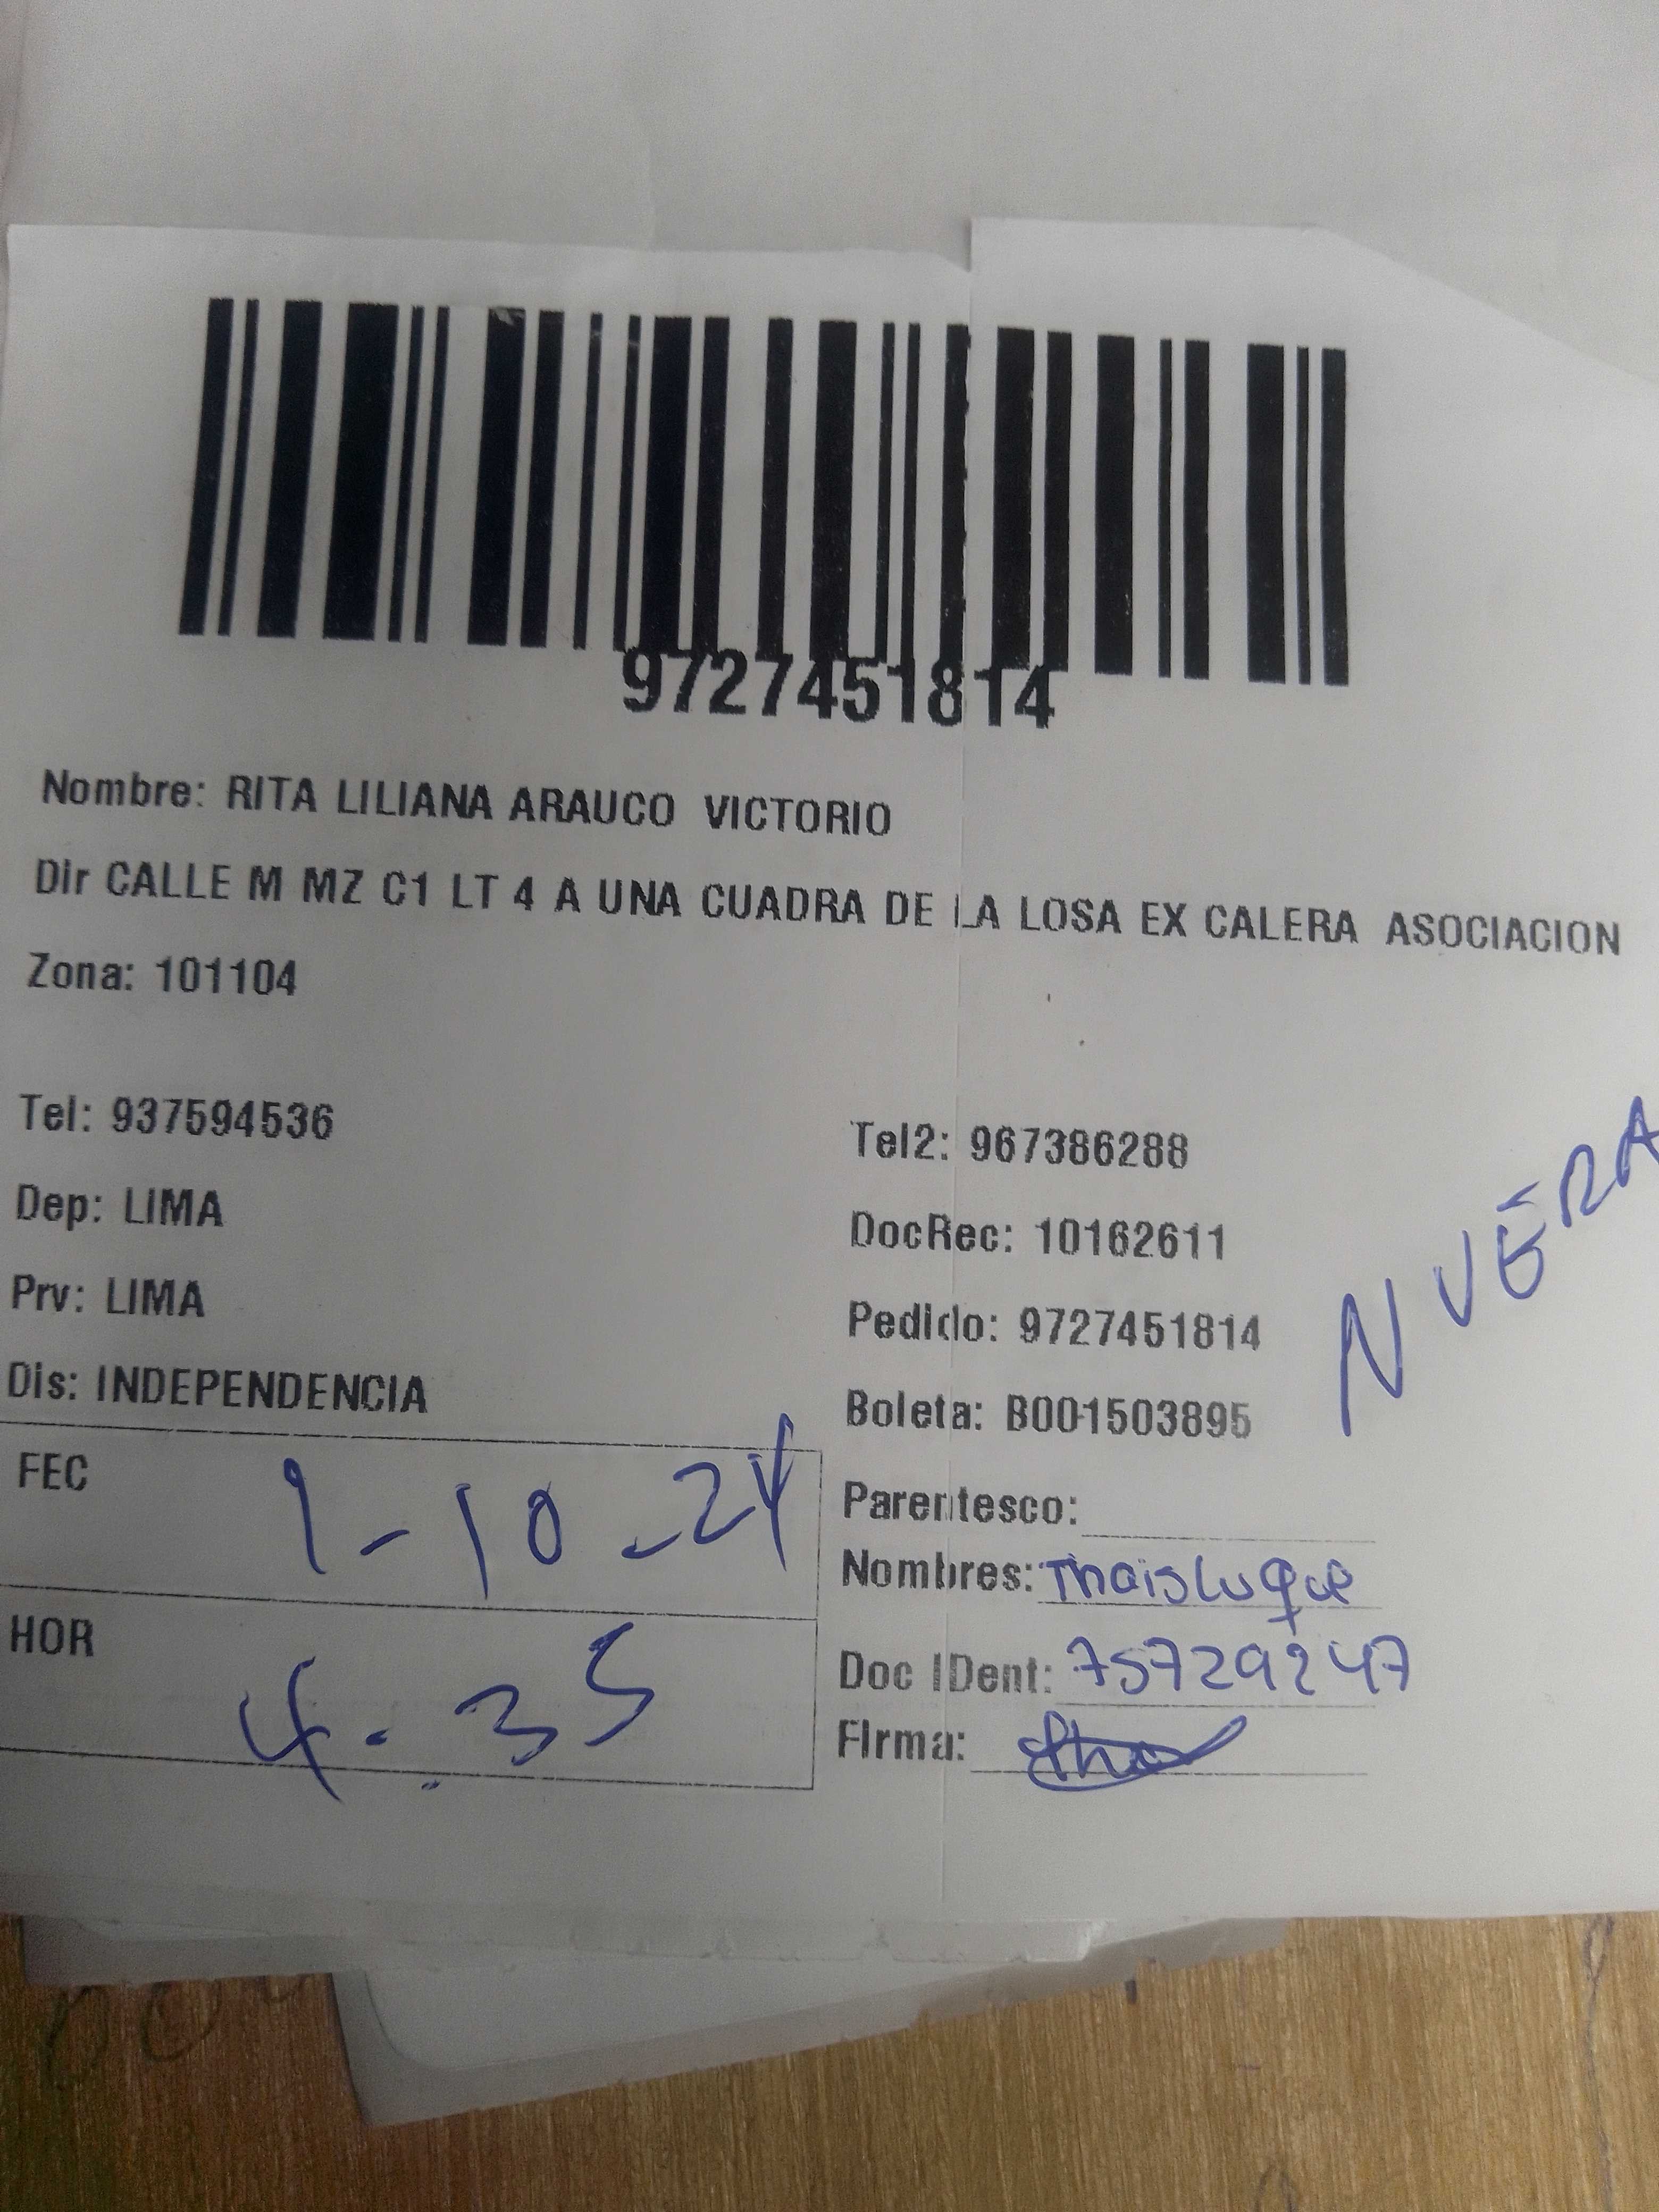 9727451814
Nombre: RITA LILIANA ARAUCO VICTORIO
Dir CALLE M MZ C1 LT 4 A UNA CUADRA DE LA LOSA EX CALERA ASOCIACION
Zona: 101104
Tel: 937594536
Tel2: 967386288
Dep: LIMA
DocRec: 10162611
Prv: LIMA
Pedido: 9727451814
Dis: INDEPENDENCIA
Boleta: B001503895
NUERA
FEC 1-10-24
Parentesco:
Nombres: Thais Luque
HOR 4:35
Doc IDent: 75729247
Firma: